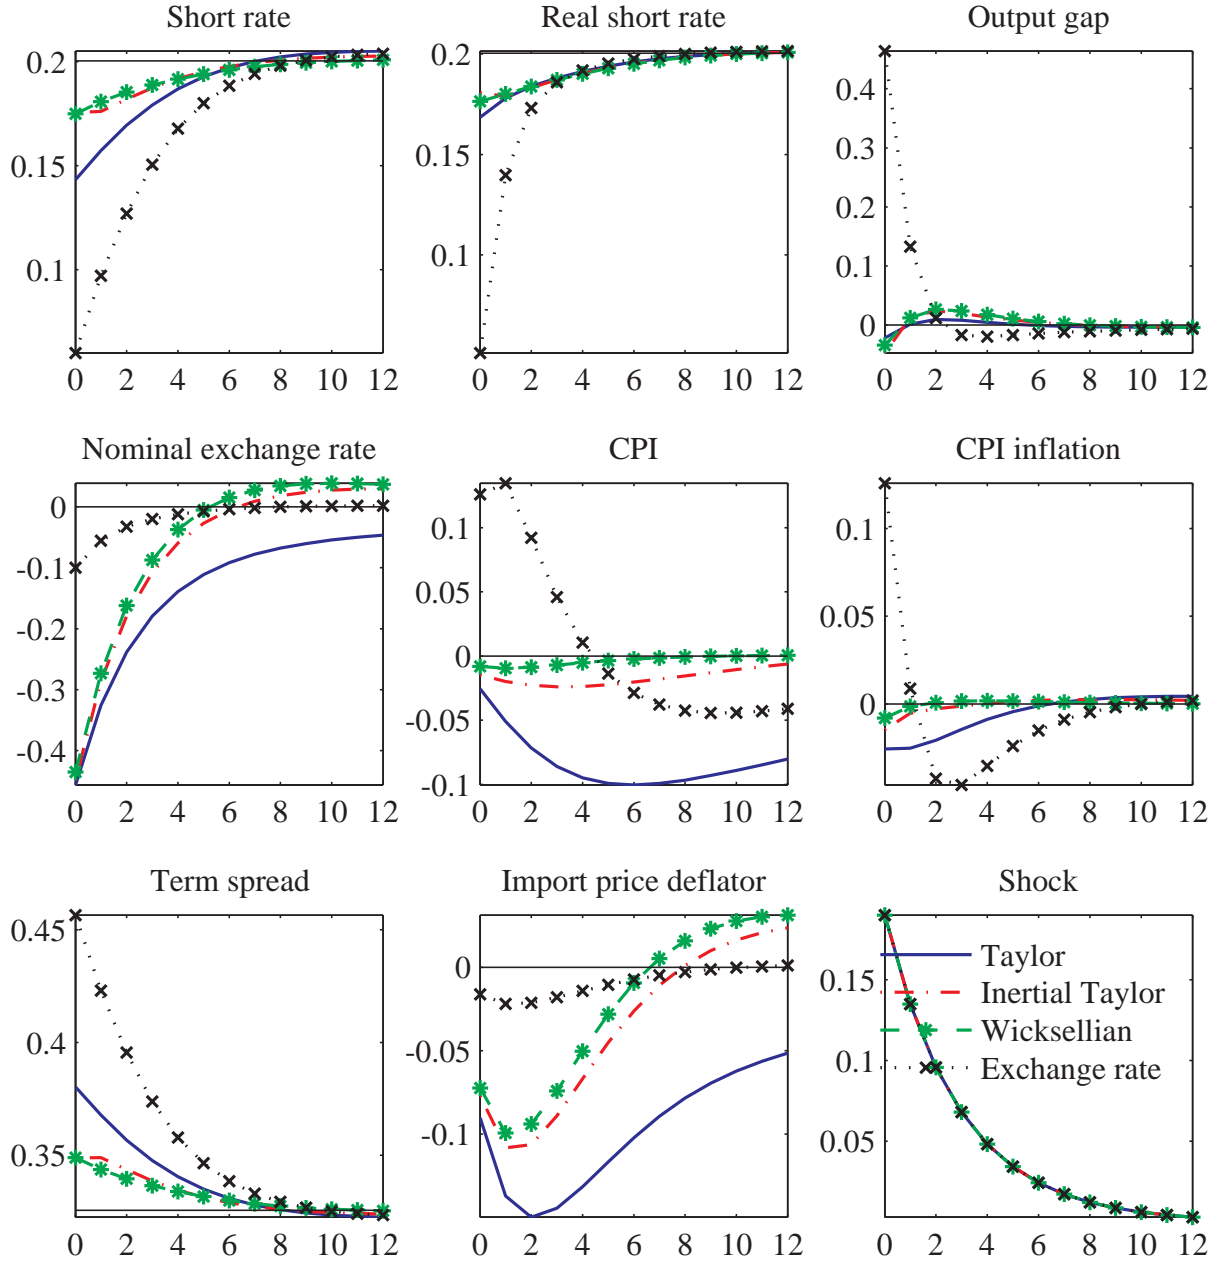 Short rate
Real short rate
Output gap
0.2
0.15
0.1
0 2 4 6 8 10 12
0.2
0.15
0.1
0 2 4 6 8 10 12
0.4
0.3
0.2
0.1
0
0 2 4 6 8 10 12
Nominal exchange rate
CPI
CPI inflation
0
-0.1
-0.2
-0.3
-0.4
0 2 4 6 8 10 12
0.1
0.05
0
-0.05
-0.1
0 2 4 6 8 10 12
0.1
0.05
0
0 2 4 6 8 10 12
Term spread
Import price deflator
Shock
0.45
0.4
0.35
0 2 4 6 8 10 12
0
-0.05
-0.1
0 2 4 6 8 10 12
0.15
0.1
0.05
0 2 4 6 8 10 12
Taylor
Inertial Taylor
Wicksellian
Exchange rate